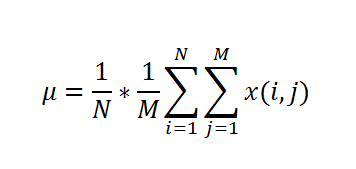 μ = 1/N * 1/M ∑_{i=1}^{N} ∑_{j=1}^{M} x(i,j)